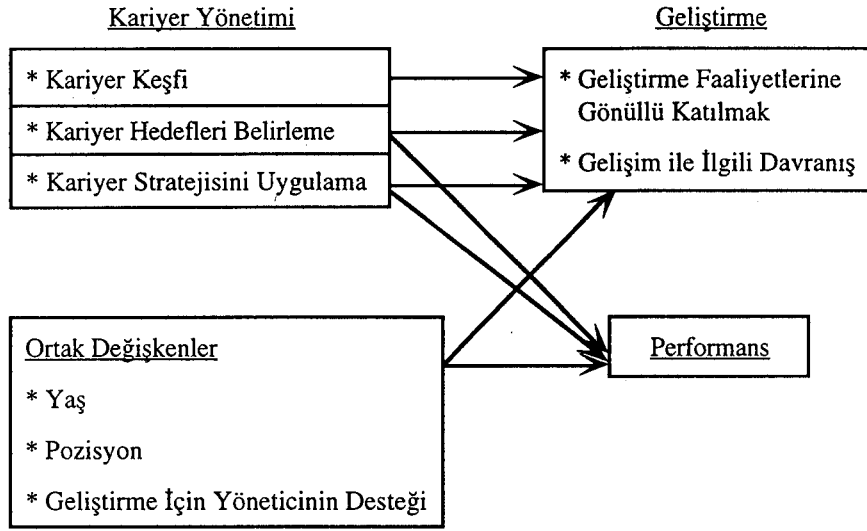 Kariyer Yönetimi
* Kariyer Keşfi
* Kariyer Hedefleri Belirleme
* Kariyer Stratejisini Uygulama
Geliştirme
* Geliştirme Faaliyetlerine
Gönüllü Katılmak
* Gelişim ile İlgili Davranış
Ortak Değişkenler
* Yaş
* Pozisyon
* Geliştirme İçin Yöneticinin Desteği
Performans